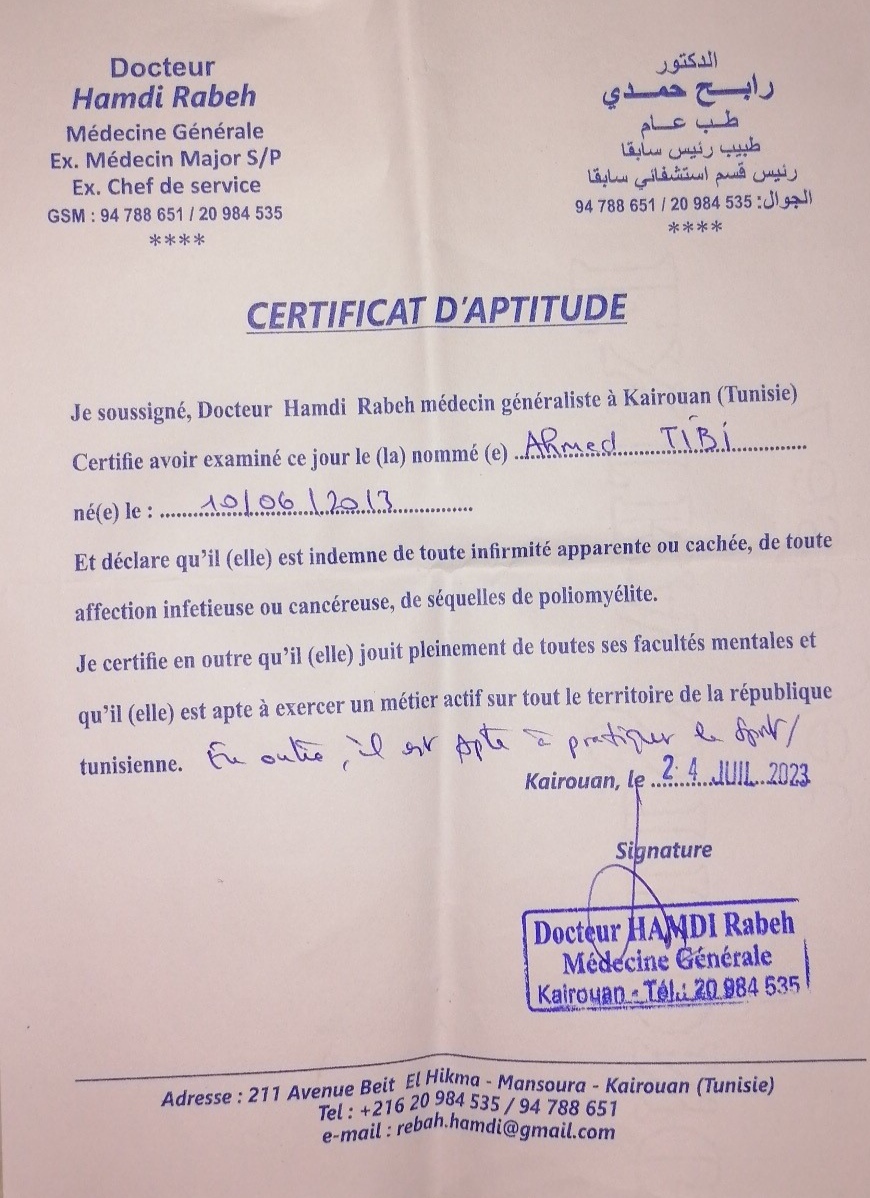 Docteur
Hamdi Rabeh
Médecine Générale
Ex. Médecin Major S/P
Ex. Chef de service
GSM : 94 788 651 / 20 984 535
****
الدكتور
رابـــح حمــدي
طــب عــام
طبيب رئيس سابقا
رئيس قسم استشفائي سابقا
الجوال: 535 984 20 / 651 788 94
****
CERTIFICAT D'APTITUDE
Je soussigné, Docteur Hamdi Rabeh médecin généraliste à Kairouan (Tunisie)
Certifie avoir examiné ce jour le (la) nommé (e) Ahmed TIBI
né(e) le : 10/06/2013
Et déclare qu'il (elle) est indemne de toute infirmité apparente ou cachée, de toute
affection infetieuse ou cancéreuse, de séquelles de poliomyélite.
Je certifie en outre qu'il (elle) jouit pleinement de toutes ses facultés mentales et
qu'il (elle) est apte à exercer un métier actif sur tout le territoire de la république
tunisienne. En outre, il est apte à pratiquer le sport/
Kairouan, le 24 JUIL. 2023
Signature
Docteur HAMDI Rabeh
Médecine Générale
Kairouan - Tél.: 20 984 535
Adresse : 211 Avenue Beit El Hikma - Mansoura - Kairouan (Tunisie)
Tel : +216 20 984 535 / 94 788 651
e-mail : rebah.hamdi@gmail.com